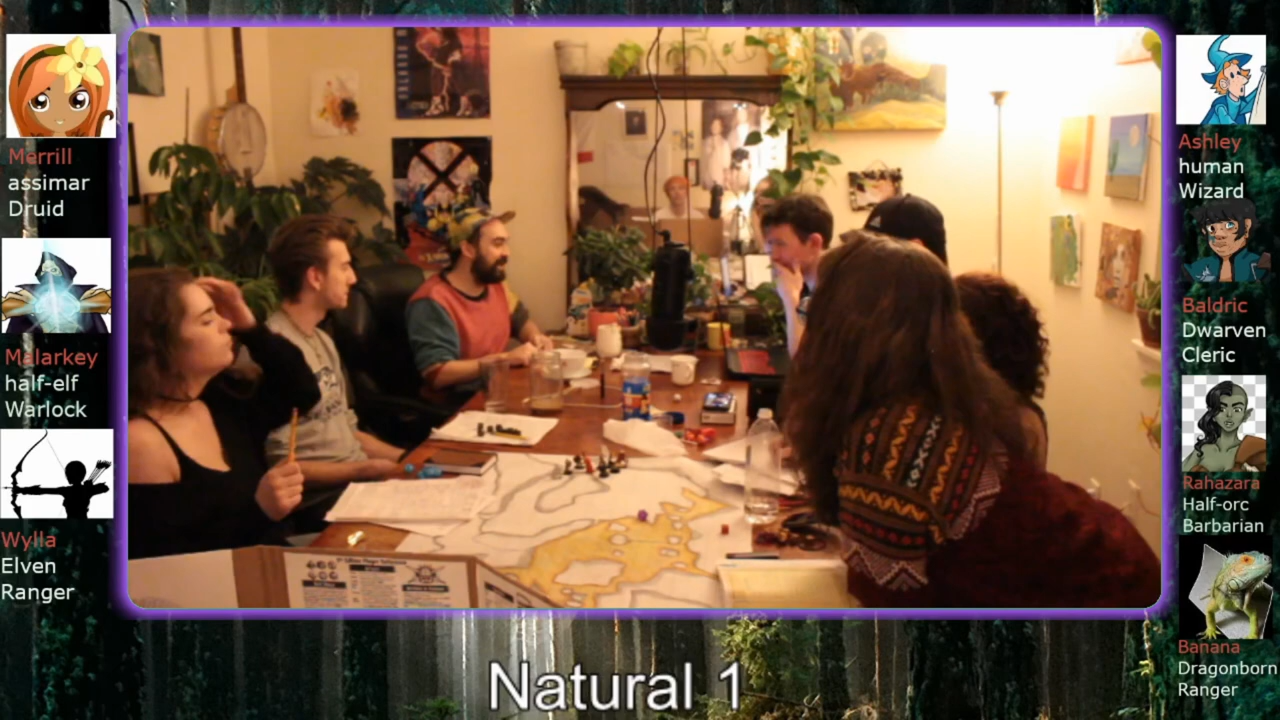 Merrill
assimar
Druid
Malarkey
half-elf
Warlock
Wylla
Elven
Ranger
Ashley
human
Wizard
Baldric
Dwarven
Cleric
Rahazara
Half-orc
Barbarian
Banana
Dragonborn
Ranger
Natural 1